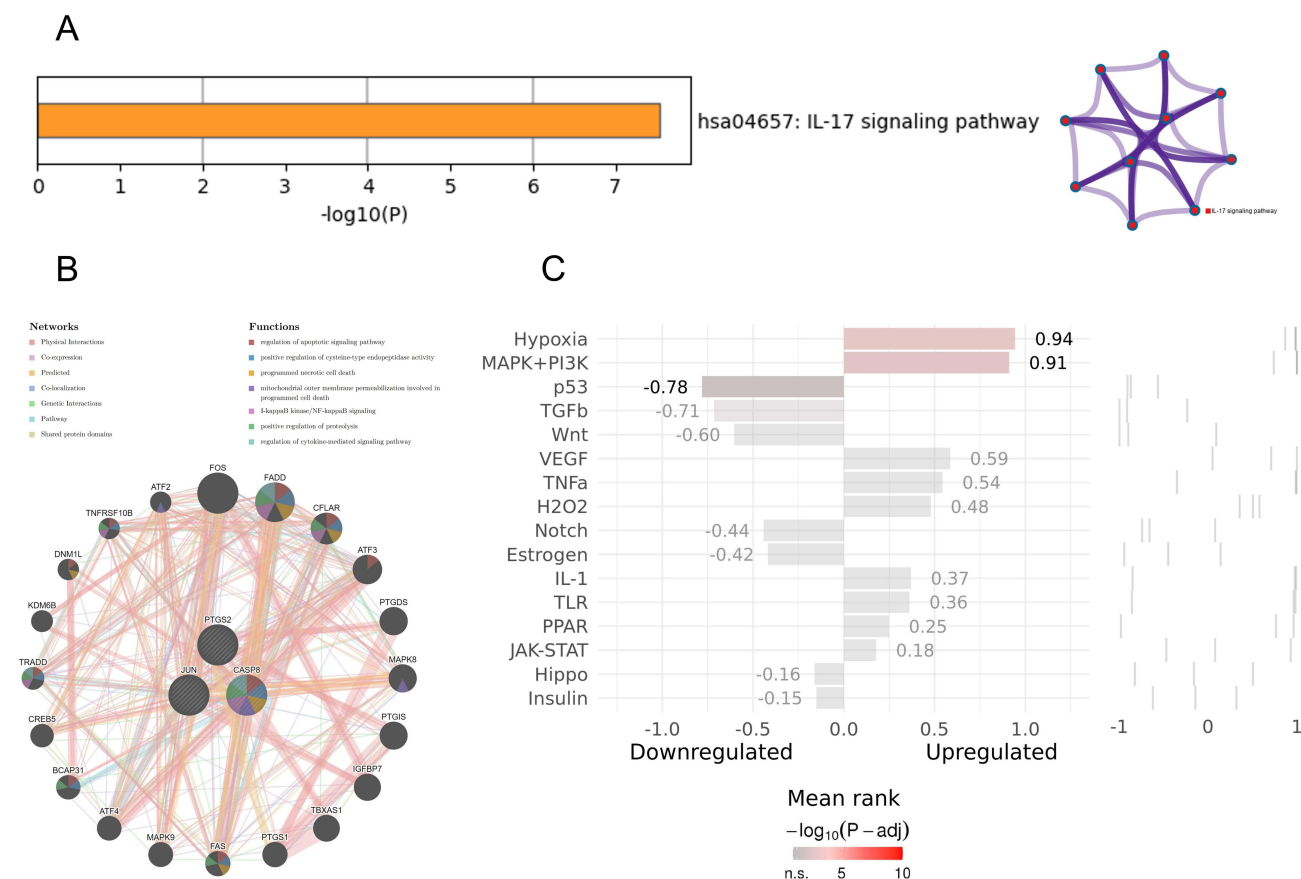 A
hsa04657: IL-17 signaling pathway
0 1 2 3 4 5 6 7
-log10(P)
IL-17 signaling pathway
B
Networks
Physical Interactions
Co-expression
Predicted
Co-localization
Genetic Interactions
Pathway
Shared protein domains
Functions
regulation of apoptotic signaling pathway
positive regulation of cysteine-type endopeptidase activity
programmed necrotic cell death
mitochondrial outer membrane permeabilization involved in
programmed cell death
I-kappaB kinase/NF-kappaB signaling
positive regulation of proteolysis
regulation of cytokine-mediated signaling pathway
FOS
FADD
ATF2
CFLAR
TNFRSF10B
ATF3
DNM1L
PTGDS
KDM6B
PTGS2
MAPK8
TRADD
JUN
CASP8
PTGIS
CREB5
IGFBP7
BCAP31
TBXAS1
ATF4
PTGS1
MAPK9
FAS
C
Hypoxia 0.94
MAPK+PI3K 0.91
p53 -0.78
TGFb -0.71
Wnt -0.60
VEGF 0.59
TNFa 0.54
H2O2 0.48
Notch -0.44
Estrogen -0.42
IL-1 0.37
TLR 0.36
PPAR 0.25
JAK-STAT 0.18
Hippo -0.16
Insulin -0.15
-1.0 -0.5 0.0 0.5 1.0
-1 0 1
Downregulated Upregulated
Mean rank
−log10(P − adj)
n.s. 5 10